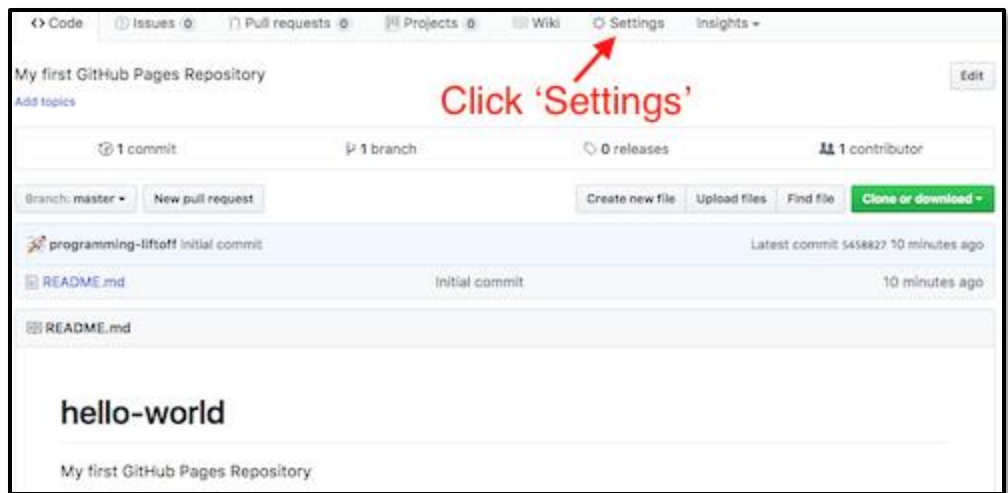 Code Issues 0 Pull requests 0 Projects 0 Wiki Settings Insights
My first GitHub Pages Repository Edit
Add topics
Click ‘Settings’
1 commit 1 branch 0 releases 1 contributor
Branch: master New pull request Create new file Upload files Find file Clone or download
programming-liftoff Initial commit Latest commit 5458827 10 minutes ago
README.md Initial commit 10 minutes ago
README.md
hello-world
My first GitHub Pages Repository